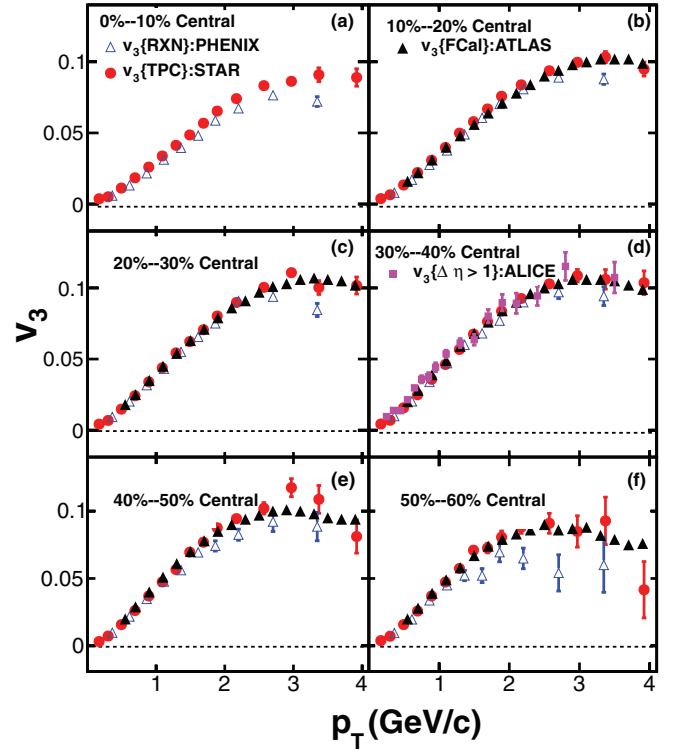 0%--10% Central
(a)
v3{RXN}:PHENIX
v3{TPC}:STAR
10%--20% Central
(b)
v3{FCal}:ATLAS
0.1
0.05
0
20%--30% Central
(c)
30%--40% Central
(d)
v3{Δ η > 1}:ALICE
0.1
0.05
0
v3
40%--50% Central
(e)
50%--60% Central
(f)
0.1
0.05
0
1 2 3 4 1 2 3 4
pT (GeV/c)